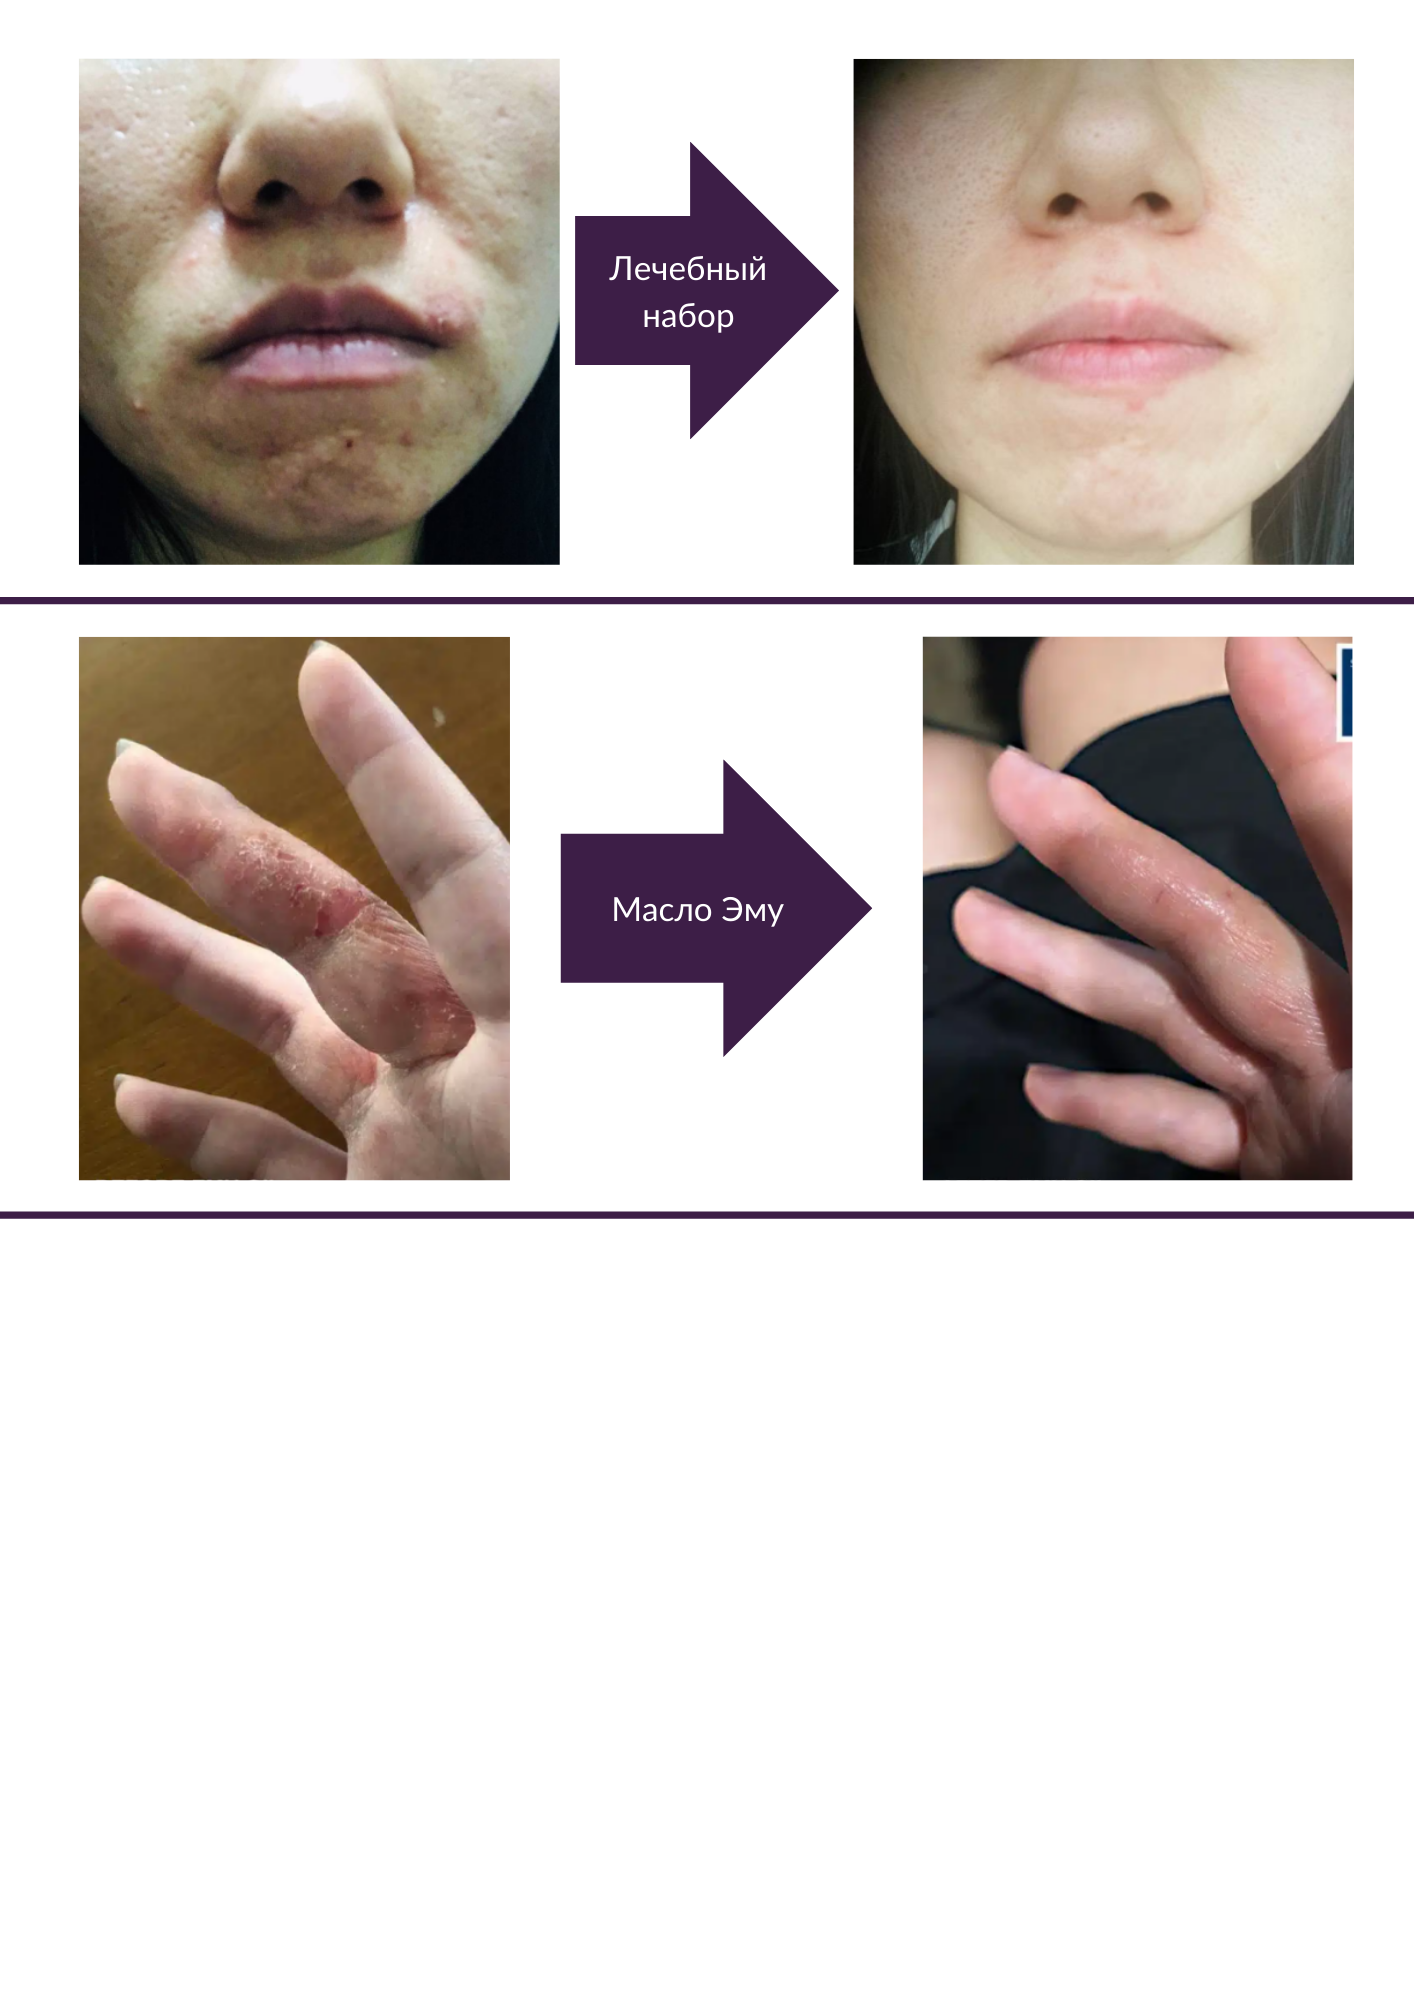 Лечебный
набор
Масло Эму